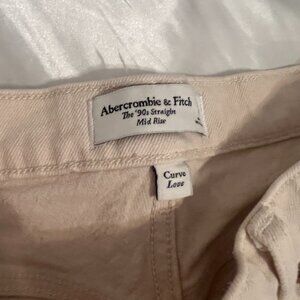 Abercrombie & Fitch
The '90s Straight
Mid Rise
Curve
Love